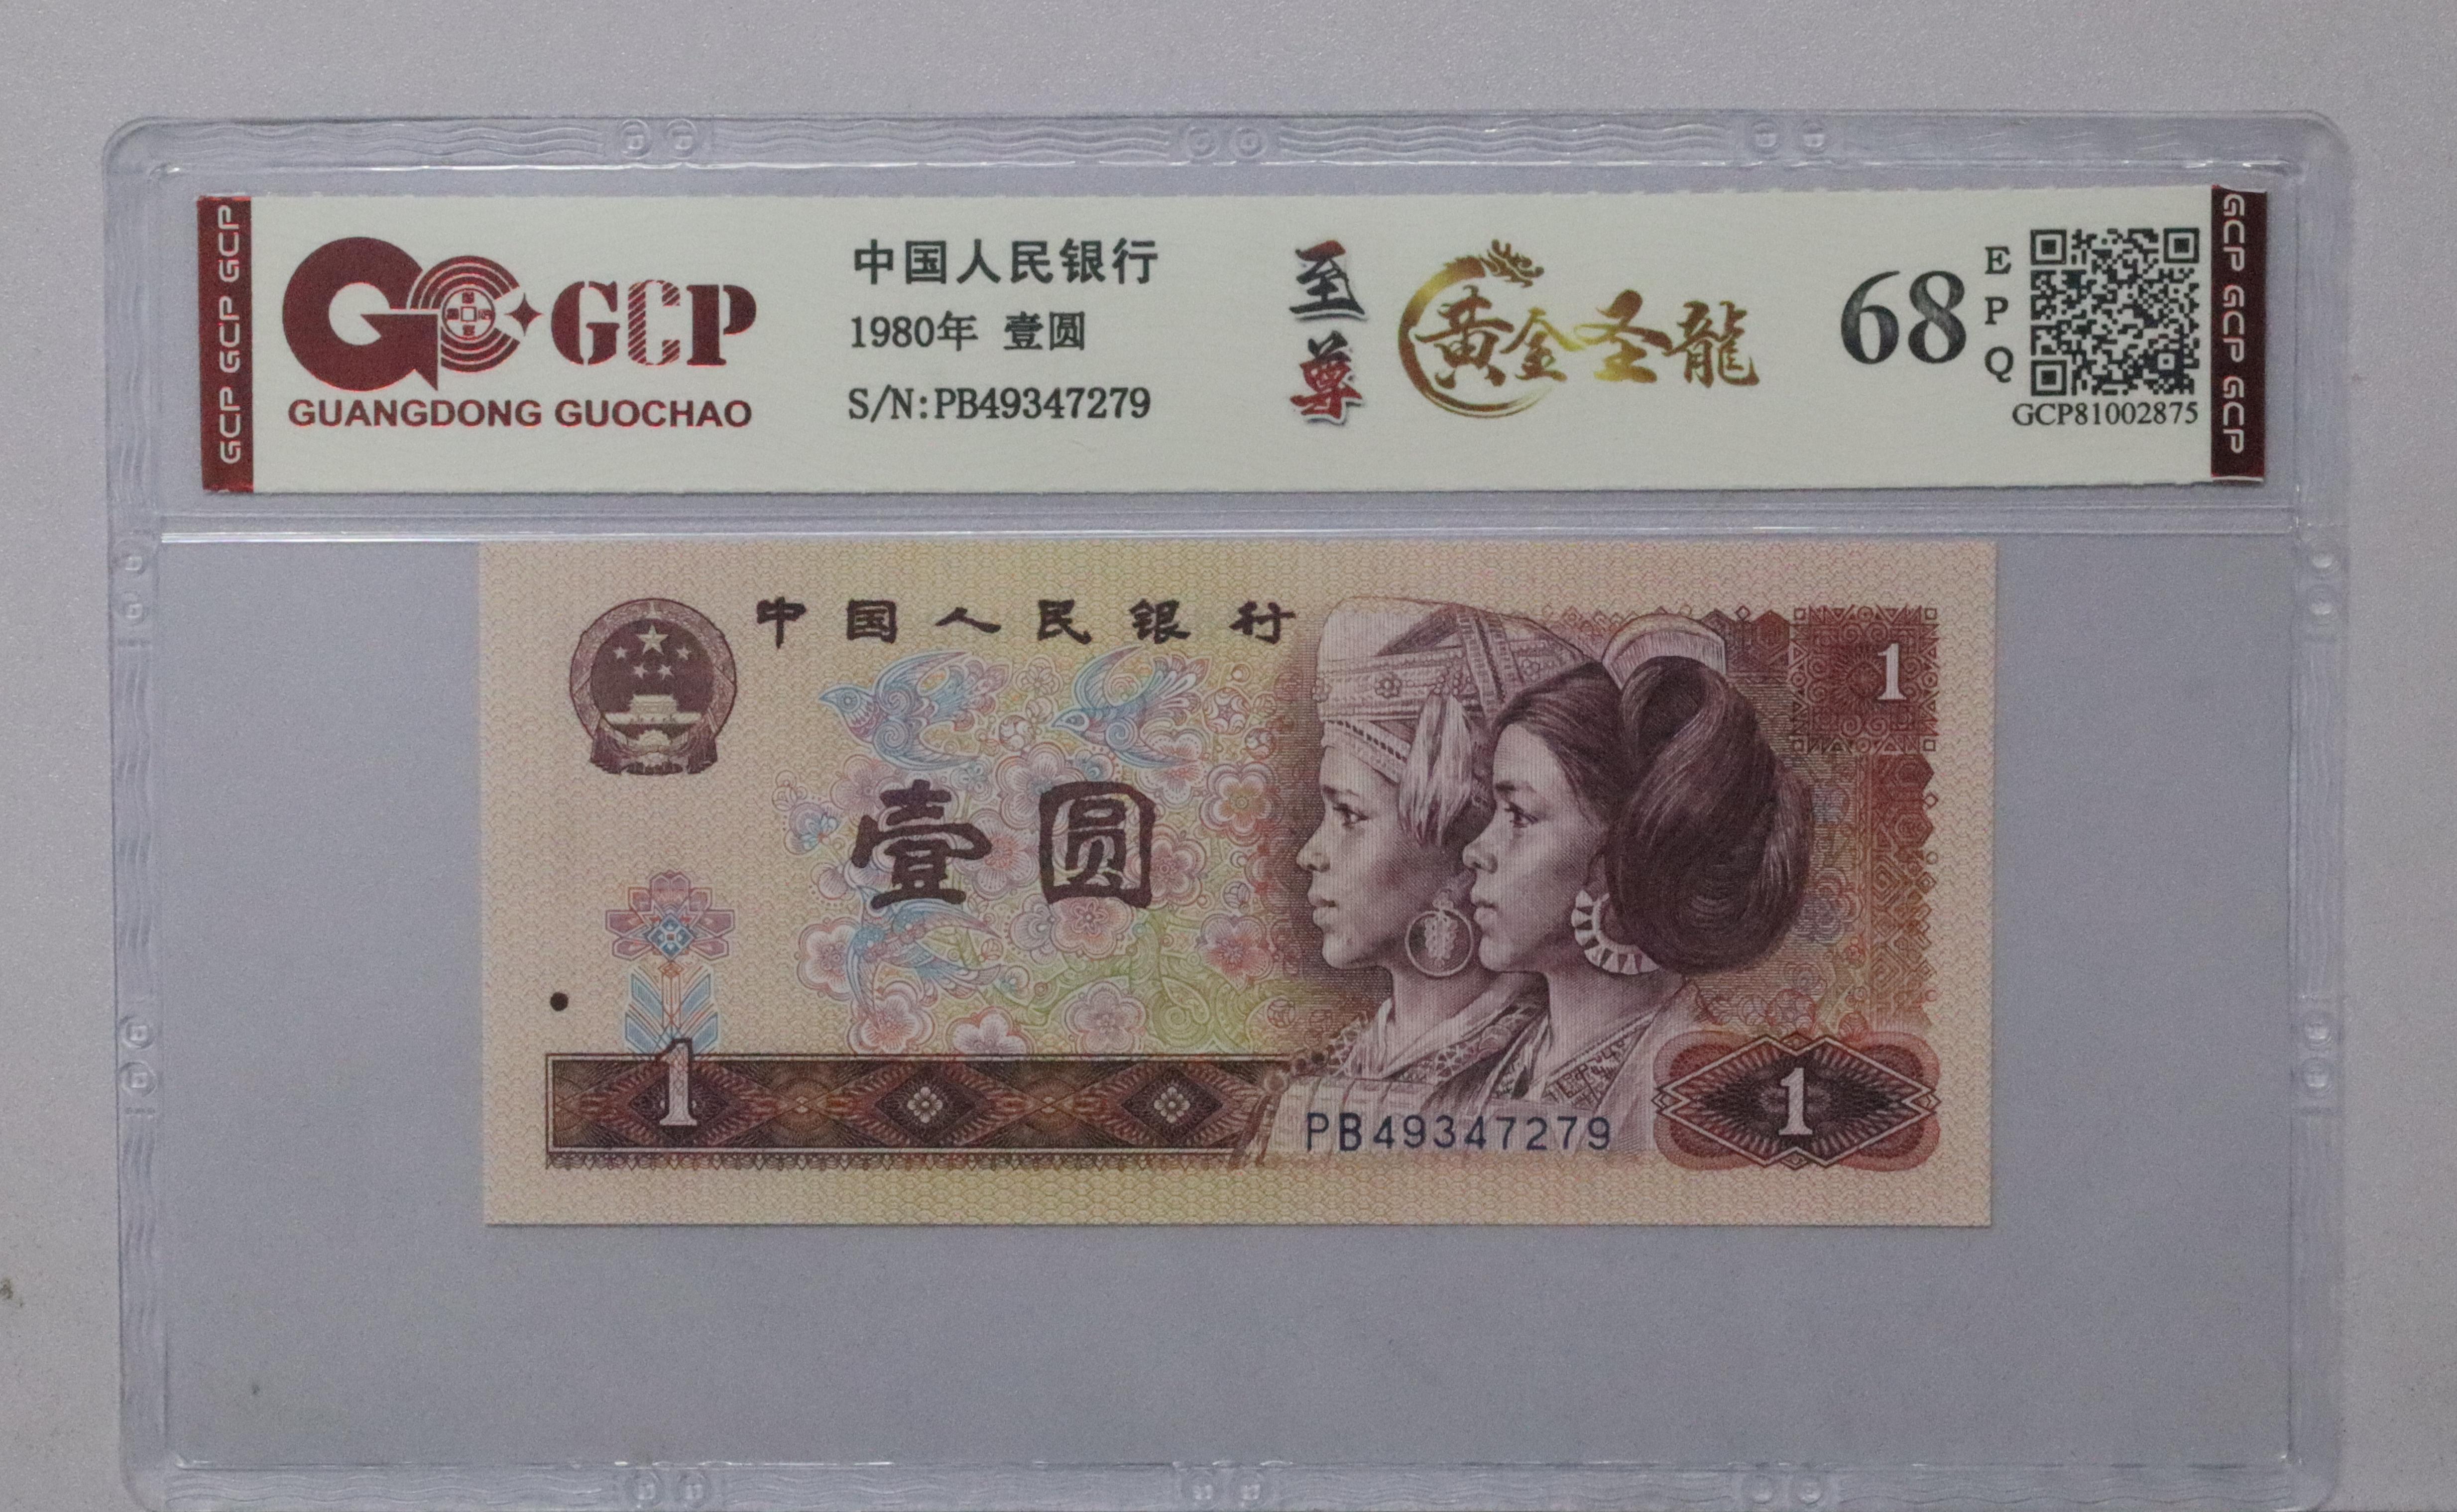 GCP GCP GCP
GCP
GUANGDONG GUOCHAO
中国人民银行
1980年 壹圆
S/N:PB49347279
至尊
黄金圣龍
68
EPQ
GCP81002875
GCP GCP GCP
中国人民银行
1
壹圆
1
PB49347279
1